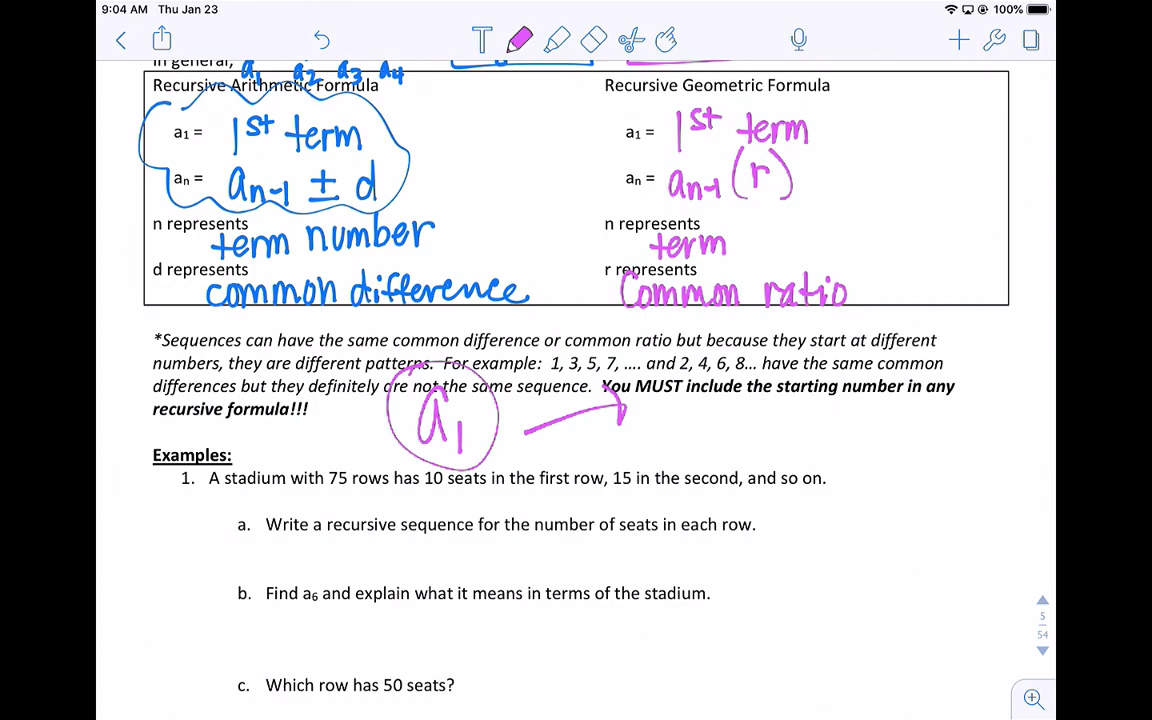 9:04 AM Thu Jan 23
100%
T
In general,
a1 a2 a3 a4
Recursive Arithmetic Formula
a1 = 1st term
an = an-1 ± d
n represents
term number
d represents
common difference
Recursive Geometric Formula
a1 = 1st term
an = an-1 (r)
n represents
term
r represents
Common ratio
*Sequences can have the same common difference or common ratio but because they start at different
numbers, they are different patterns. For example: 1, 3, 5, 7, .... and 2, 4, 6, 8... have the same common
differences but they definitely are not the same sequence. You MUST include the starting number in any
recursive formula!!!
a1
Examples:
1. A stadium with 75 rows has 10 seats in the first row, 15 in the second, and so on.
a. Write a recursive sequence for the number of seats in each row.
b. Find a6 and explain what it means in terms of the stadium.
c. Which row has 50 seats?
5
54